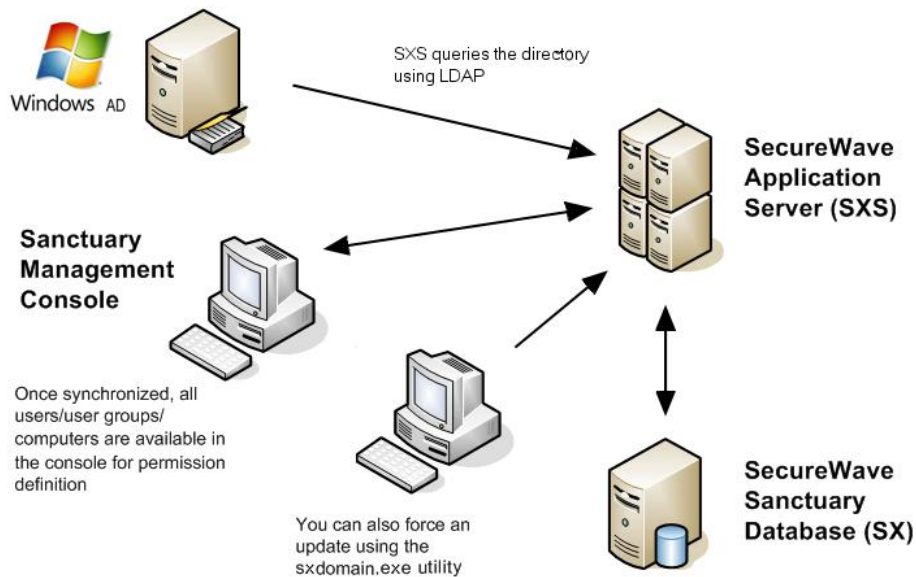 Windows AD
SXS queries the directory
using LDAP
SecureWave
Application
Server (SXS)
Sanctuary
Management
Console
Once synchronized, all
users/user groups/
computers are available in
the console for permission
definition
You can also force an
update using the
sxdomain.exe utility
SecureWave
Sanctuary
Database (SX)